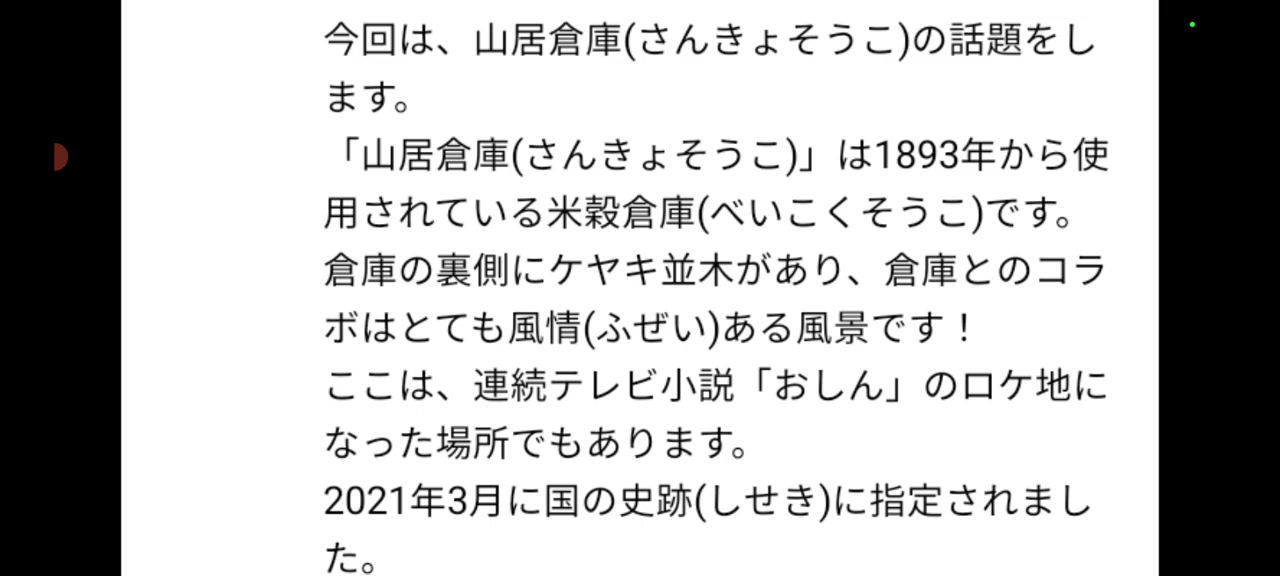 今回は、山居倉庫(さんきょそうこ)の話題をし
ます。
「山居倉庫(さんきょそうこ)」は1893年から使
用されている米穀倉庫(べいこくそうこ)です。
倉庫の裏側にケヤキ並木があり、倉庫とのコラ
ボはとても風情(ふぜい)ある風景です！
ここは、連続テレビ小説「おしん」のロケ地に
なった場所でもあります。
2021年3月に国の史跡(しせき)に指定されまし
た。